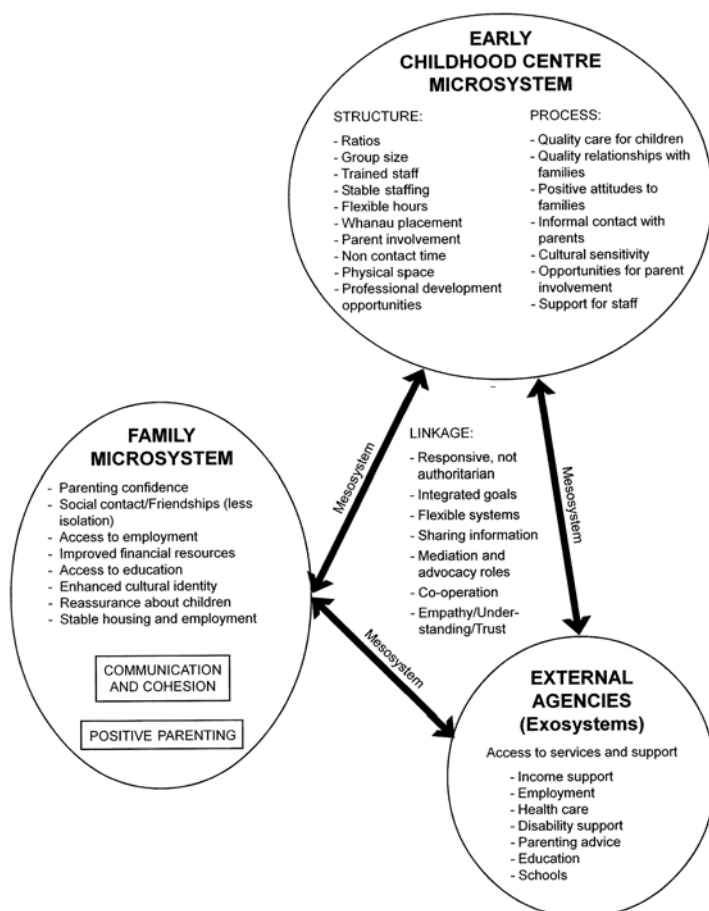 EARLY
CHILDHOOD CENTRE
MICROSYSTEM
STRUCTURE:
- Ratios
- Group size
- Trained staff
- Stable staffing
- Flexible hours
- Whanau placement
- Parent involvement
- Non contact time
- Physical space
- Professional development
opportunities
PROCESS:
- Quality care for children
- Quality relationships with
families
- Positive attitudes to
families
- Informal contact with
parents
- Cultural sensitivity
- Opportunities for parent
involvement
- Support for staff
Mesosystem
LINKAGE:
- Responsive, not
authoritarian
- Integrated goals
- Flexible systems
- Sharing information
- Mediation and
advocacy roles
- Co-operation
- Empathy/Under-
standing/Trust
Mesosystem
FAMILY
MICROSYSTEM
- Parenting confidence
- Social contact/Friendships (less
isolation)
- Access to employment
- Improved financial resources
- Access to education
- Enhanced cultural identity
- Reassurance about children
- Stable housing and employment
COMMUNICATION
AND COHESION
POSITIVE PARENTING
Mesosystem
EXTERNAL
AGENCIES
(Exosystems)
Access to services and support
- Income support
- Employment
- Health care
- Disability support
- Parenting advice
- Education
- Schools